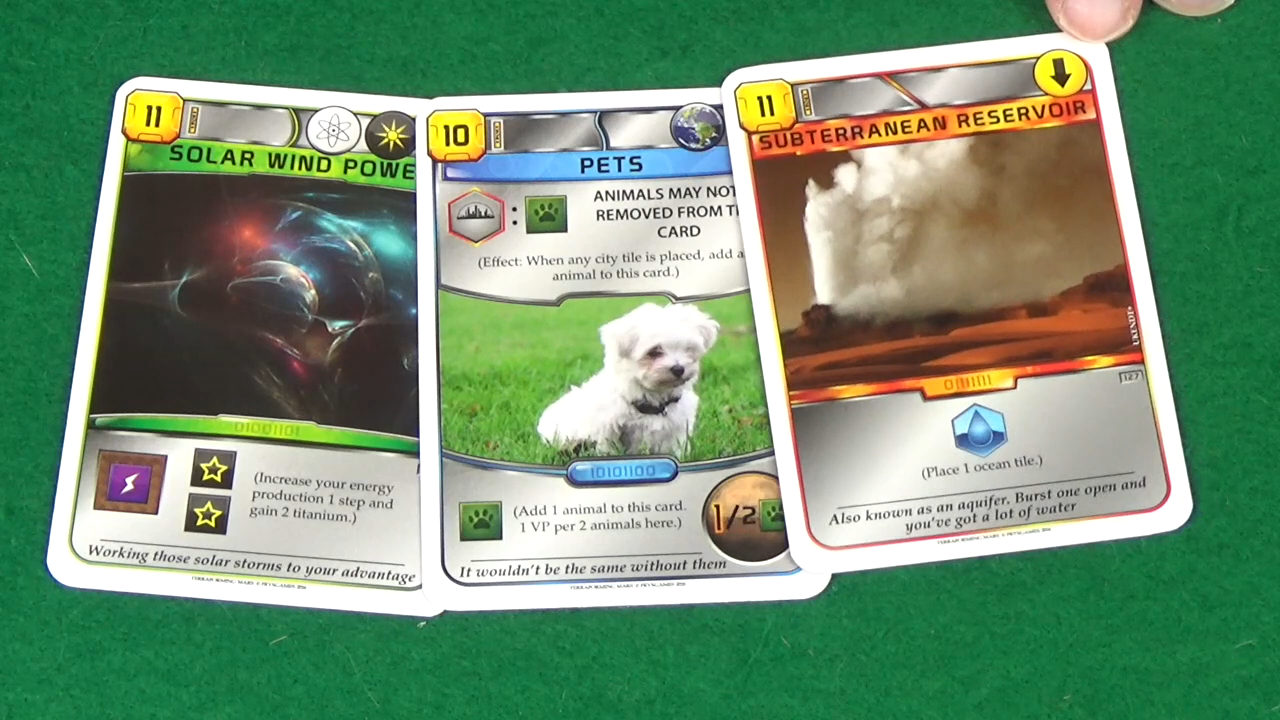 11
SOLAR WIND POWE
01001101
(Increase your energy
production 1 step and
gain 2 titanium.)
Working those solar storms to your advantage
10
PETS
:
ANIMALS MAY NOT
REMOVED FROM
CARD
(Effect: When any city tile is placed, add a
animal to this card.)
10101100
(Add 1 animal to this card.
1 VP per 2 animals here.)
1/2
It wouldn't be the same without them
11
SUBTERRANEAN RESERVOIR
127
(Place 1 ocean tile.)
Also known as an aquifer. Burst one open and
you've got a lot of water